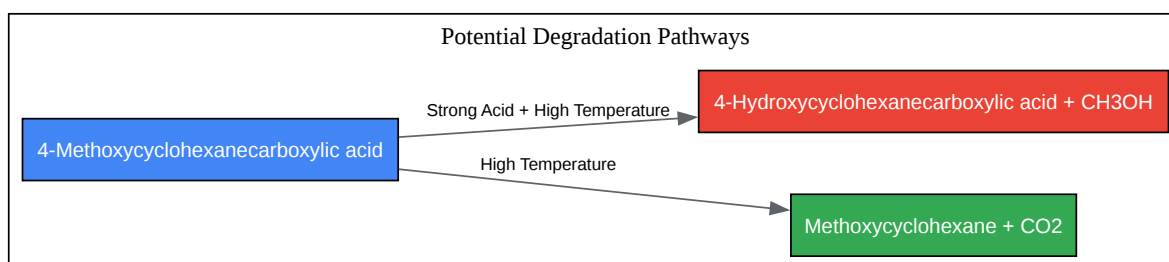 Potential Degradation Pathways
4-Methoxycyclohexanecarboxylic acid
Strong Acid + High Temperature
4-Hydroxycyclohexanecarboxylic acid + CH3OH
High Temperature
Methoxycyclohexane + CO2